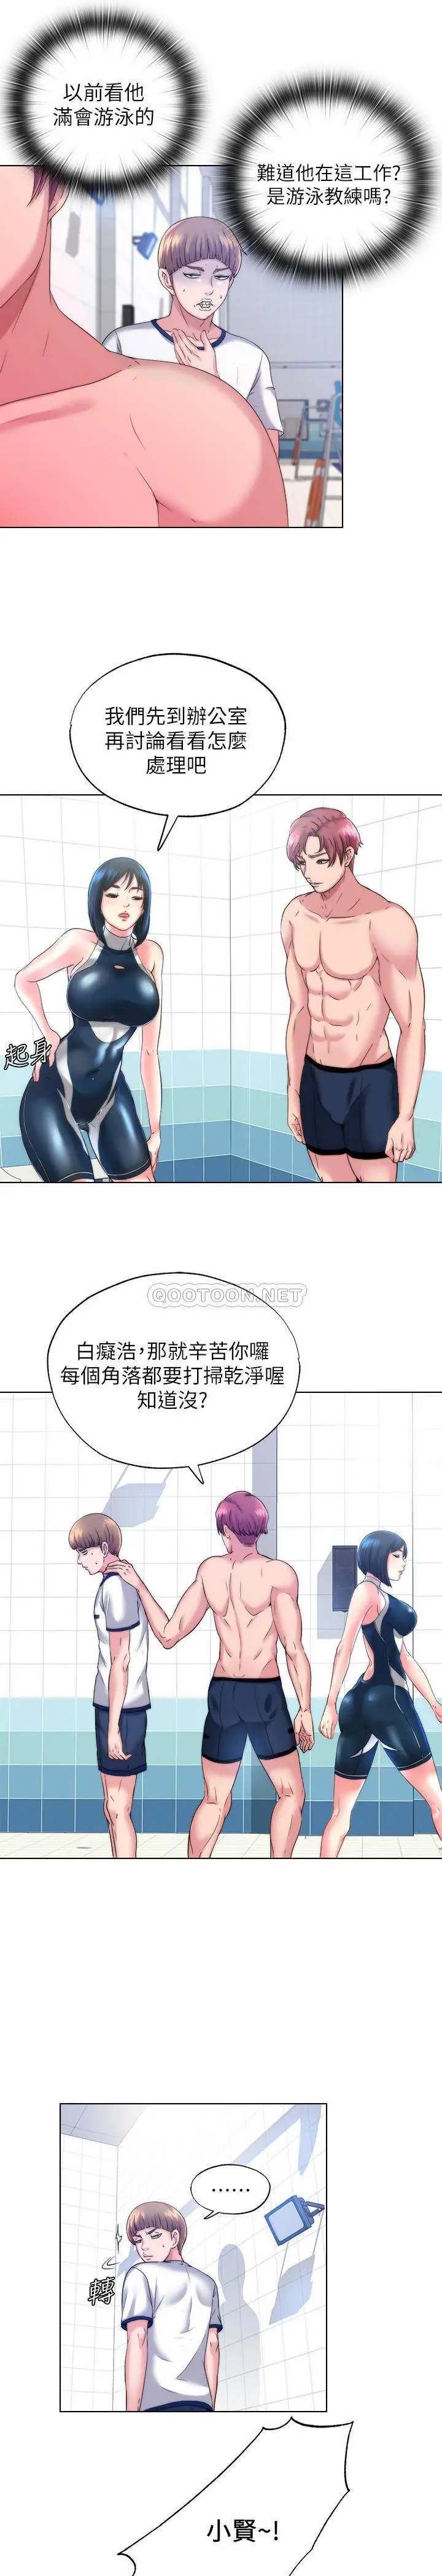 以前看他
滿會游泳的
難道他在這工作?
是游泳教練嗎?
我們先到辦公室
再討論看看怎麼
處理吧
起身
QOOTOON.NET
白癡浩,那就辛苦你囉
每個角落都要打掃乾淨喔
知道沒?
......
轉
小賢~!